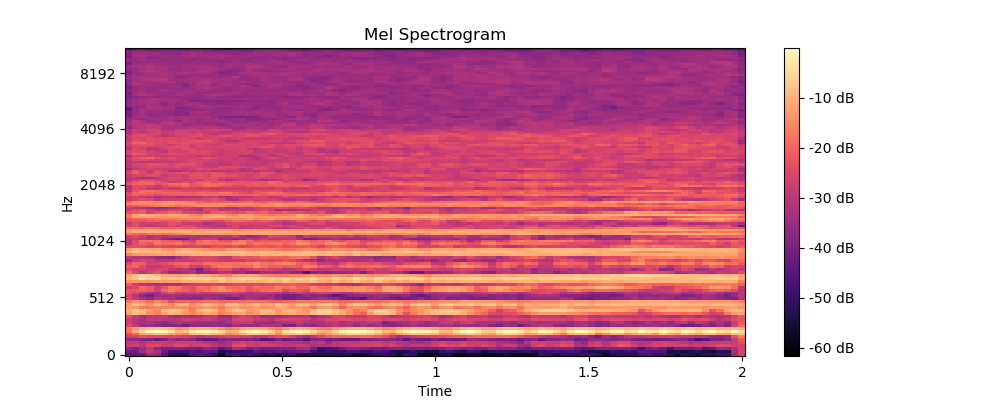 Mel Spectrogram
8192
4096
2048
1024
512
0
Hz
0
0.5
1
1.5
2
Time
-10 dB
-20 dB
-30 dB
-40 dB
-50 dB
-60 dB